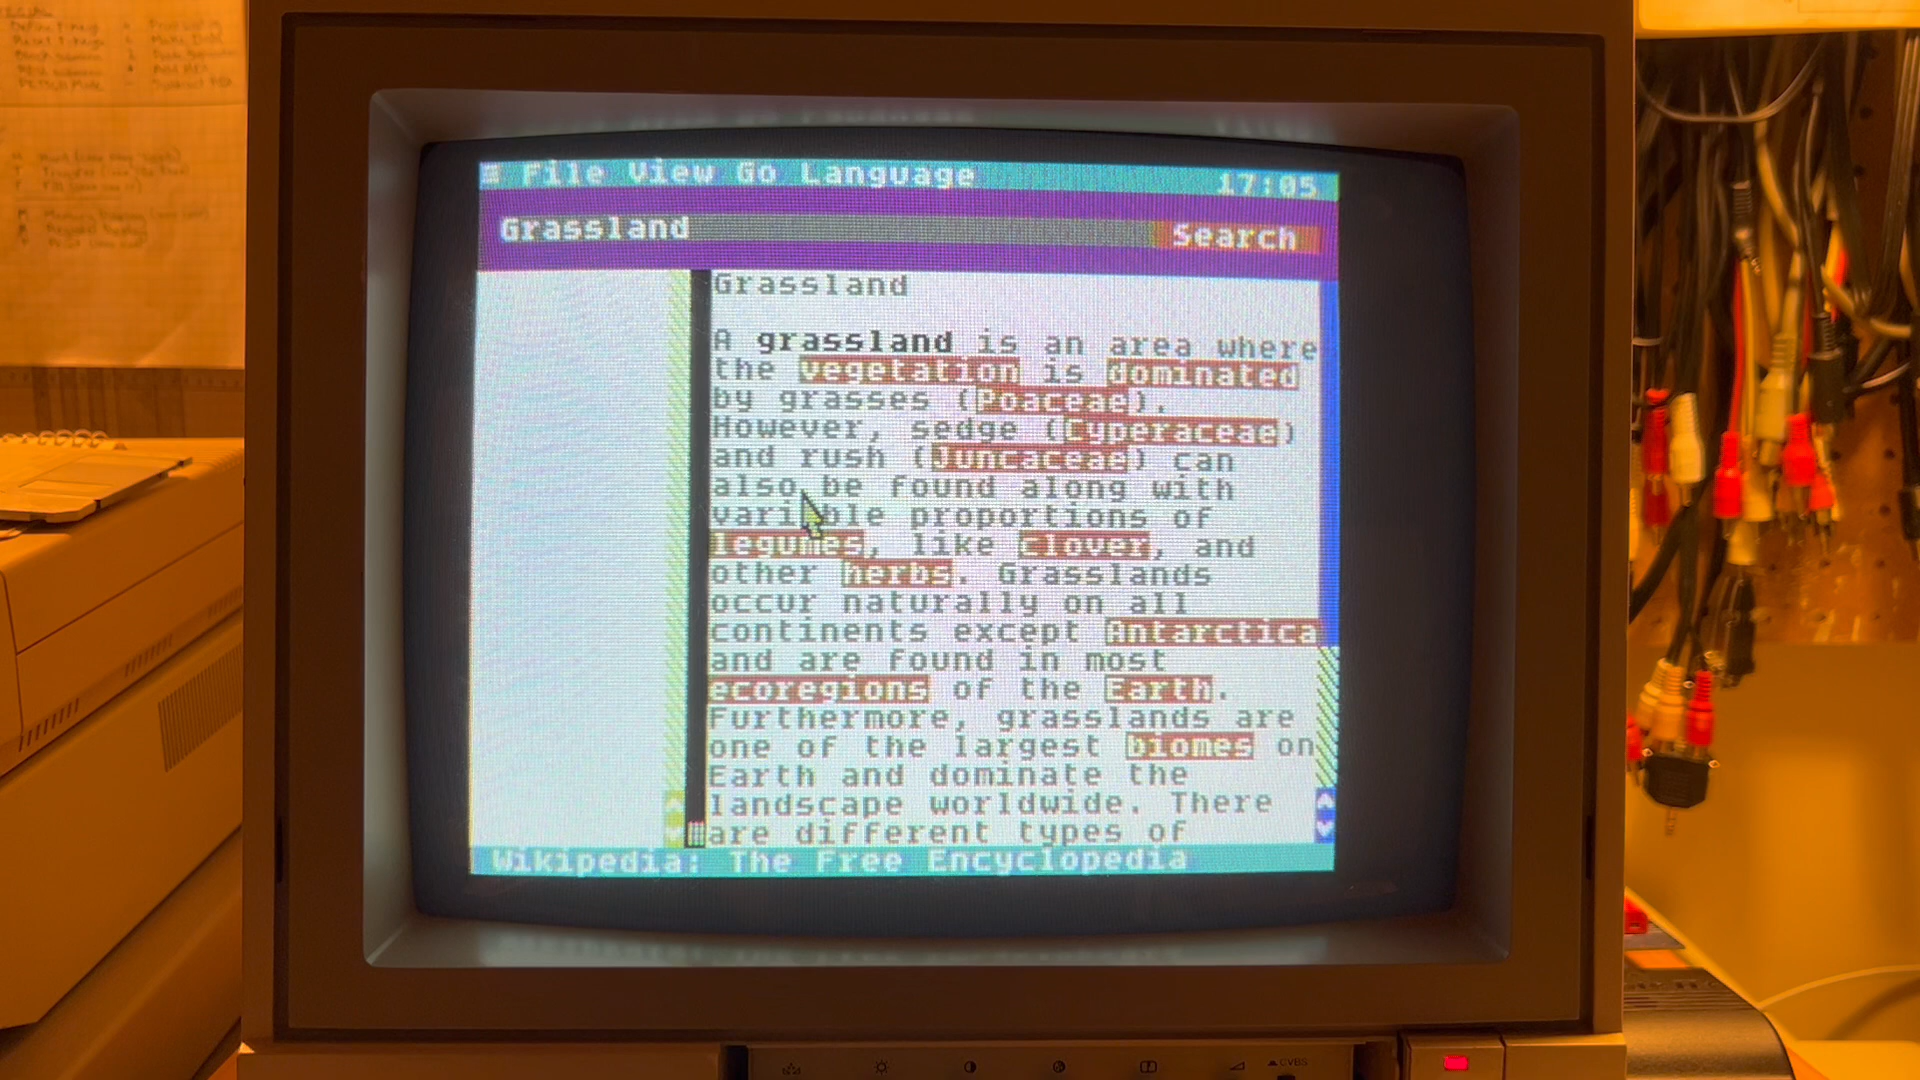 File View Go Language 17:05
Grassland Search
Grassland
A grassland is an area where
the vegetation is dominated
by grasses (Poaceae).
However, sedge (Cyperaceae)
and rush (Juncaceae) can
also be found along with
variable proportions of
legumes, like clover, and
other herbs. Grasslands
occur naturally on all
continents except Antarctica
and are found in most
ecoregions of the Earth.
Furthermore, grasslands are
one of the largest biomes on
Earth and dominate the
landscape worldwide. There
are different types of
Wikipedia: The Free Encyclopedia
CVBS